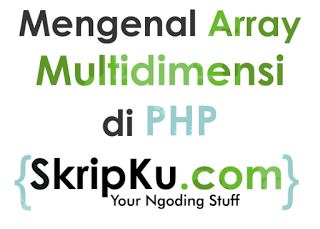 Mengenal Array
Multidimensi
di PHP
{SkripKu.com}
Your Ngoding Stuff